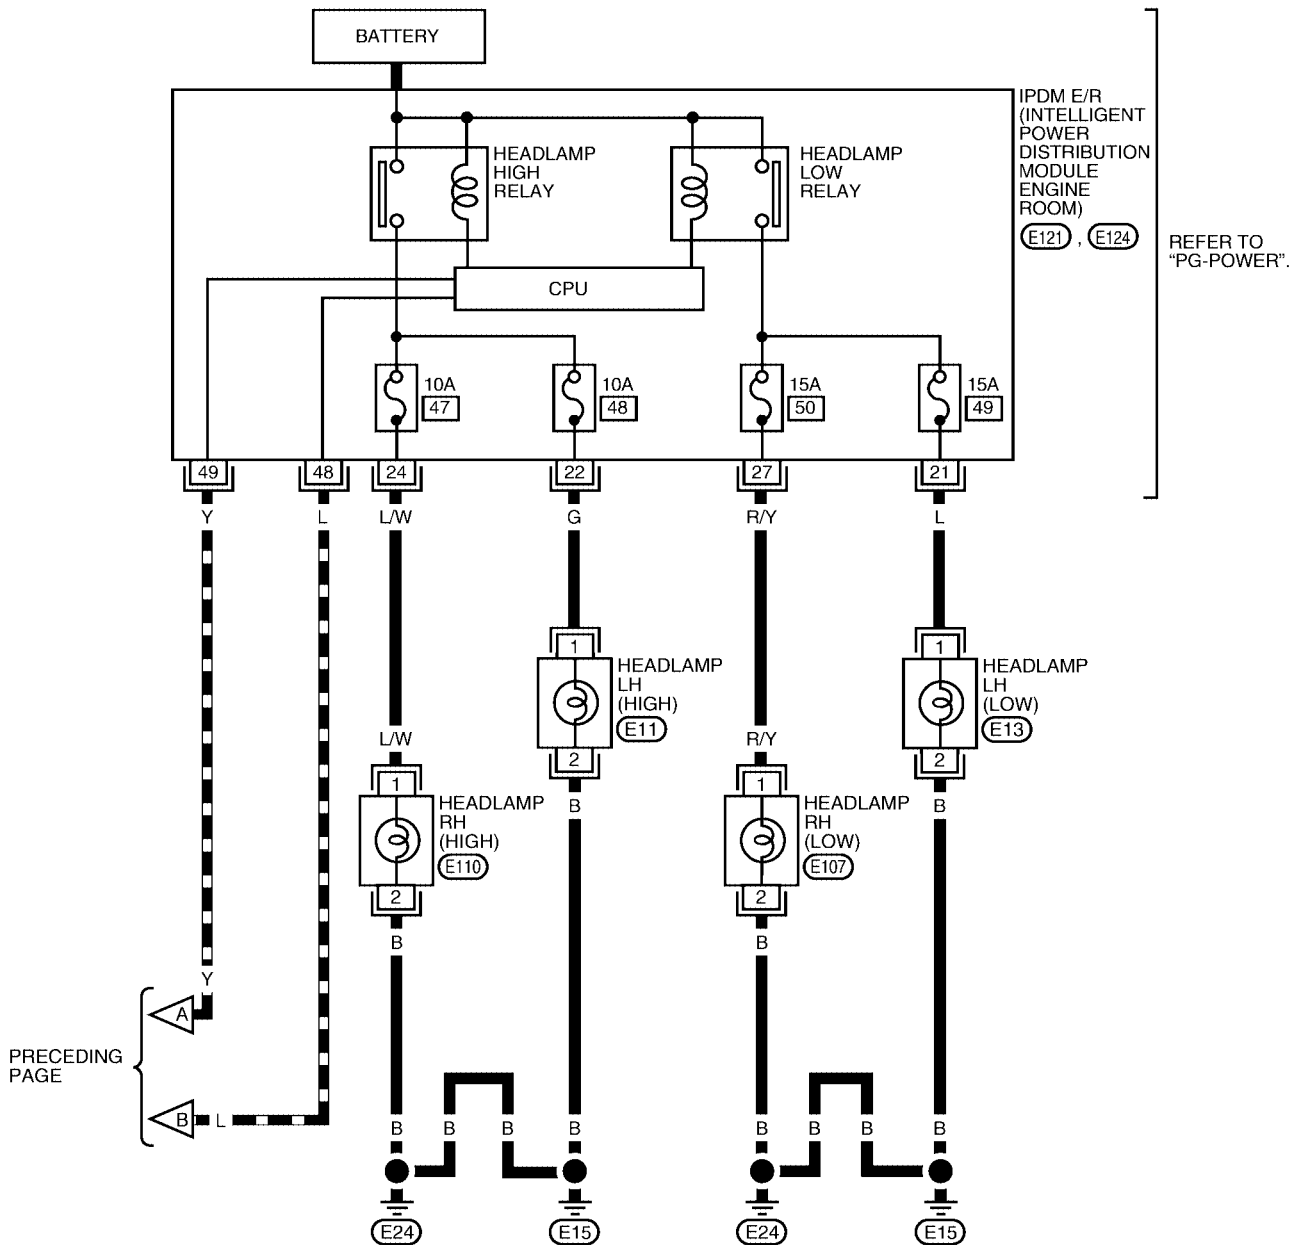 BATTERY
IPDM E/R
(INTELLIGENT
POWER
DISTRIBUTION
MODULE
ENGINE
ROOM)
E121 , E124
REFER TO
“PG-POWER”.
HEADLAMP
HIGH
RELAY
HEADLAMP
LOW
RELAY
CPU
10A
47
10A
48
15A
50
15A
49
49 48 24 22 27 21
Y L L/W G R/Y L
1
HEADLAMP
LH
(HIGH)
E11
2
1
HEADLAMP
LH
(LOW)
E13
2
L/W R/Y
B B
1
HEADLAMP
RH
(HIGH)
E110
2
1
HEADLAMP
RH
(LOW)
E107
2
B B
Y
A
PRECEDING
PAGE
B L
B B B B B B B B
E24 E15 E24 E15